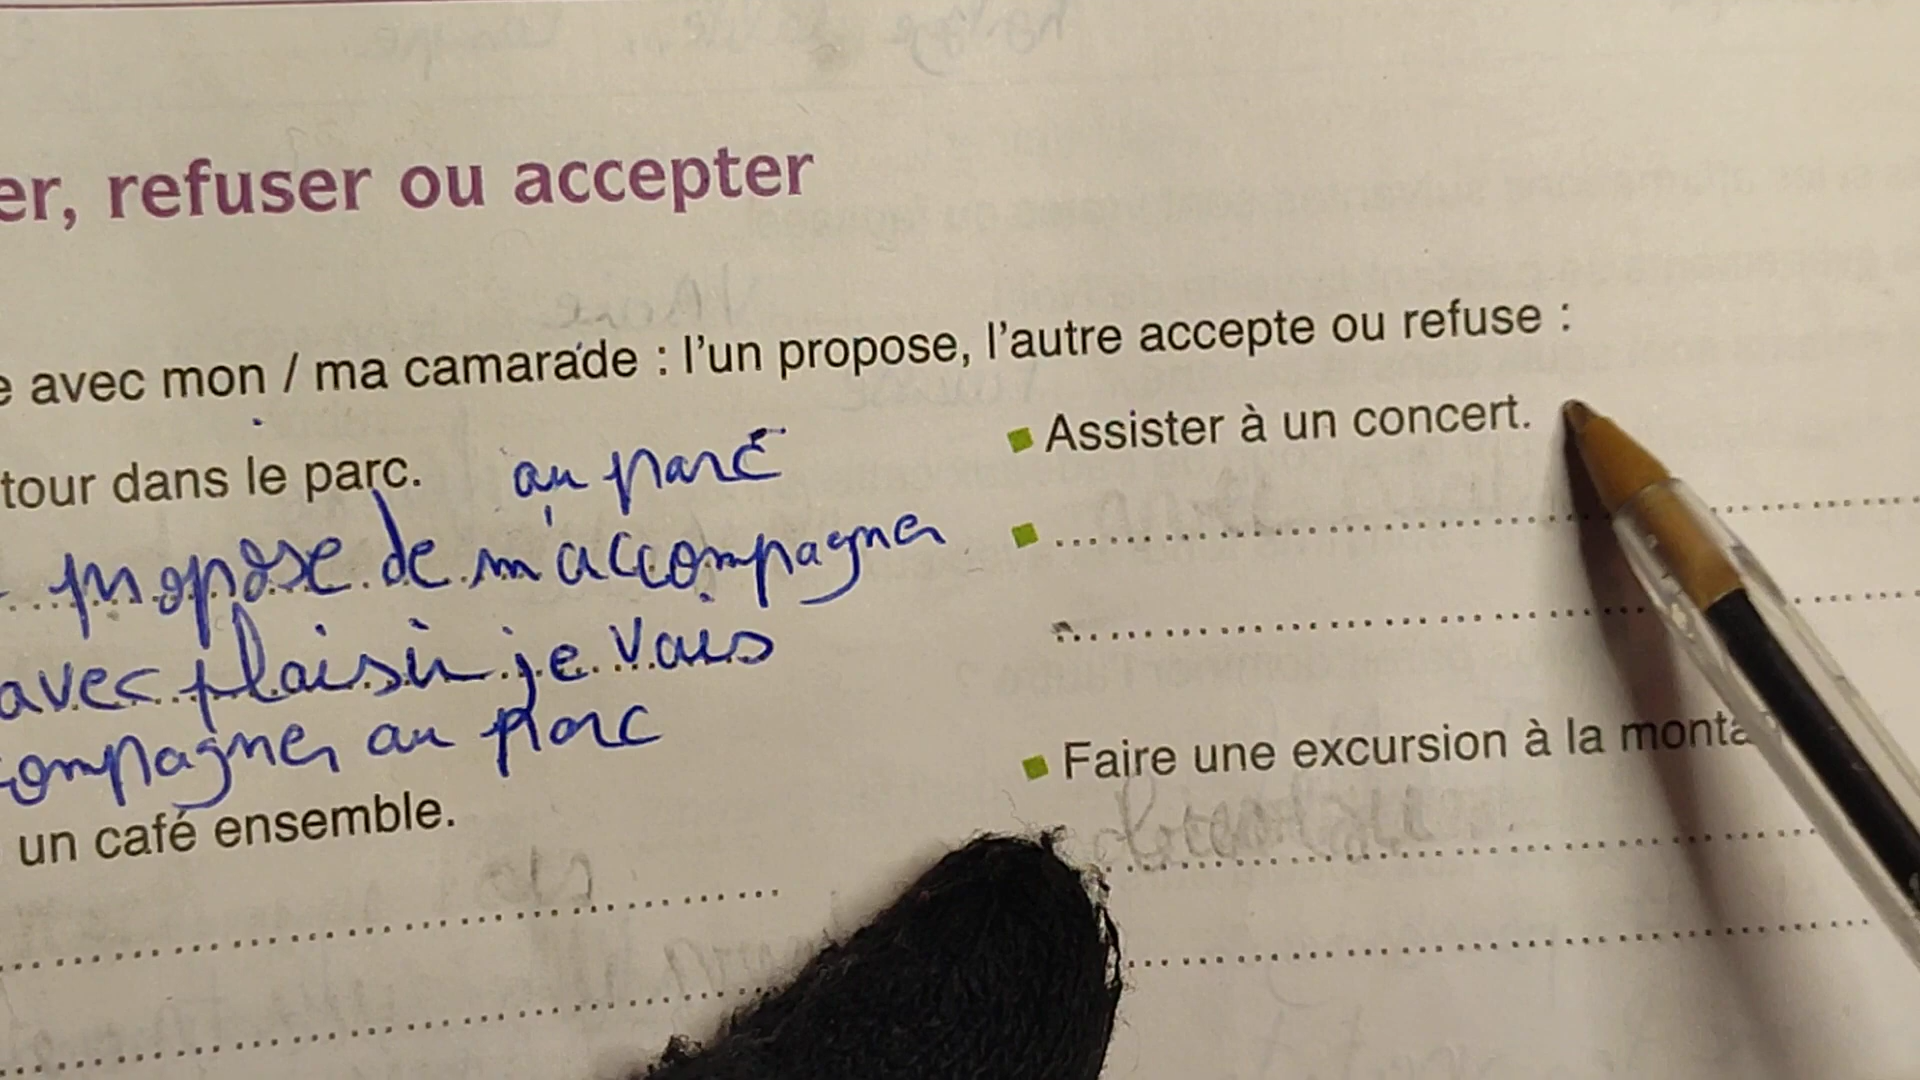 er, refuser ou accepter
e avec mon / ma camarade : l'un propose, l'autre accepte ou refuse :
tour dans le parc.
au parc
propose de m'accompagner
avec plaisir je vais
compagner au parc
un café ensemble.
Assister à un concert.
Faire une excursion à la monta